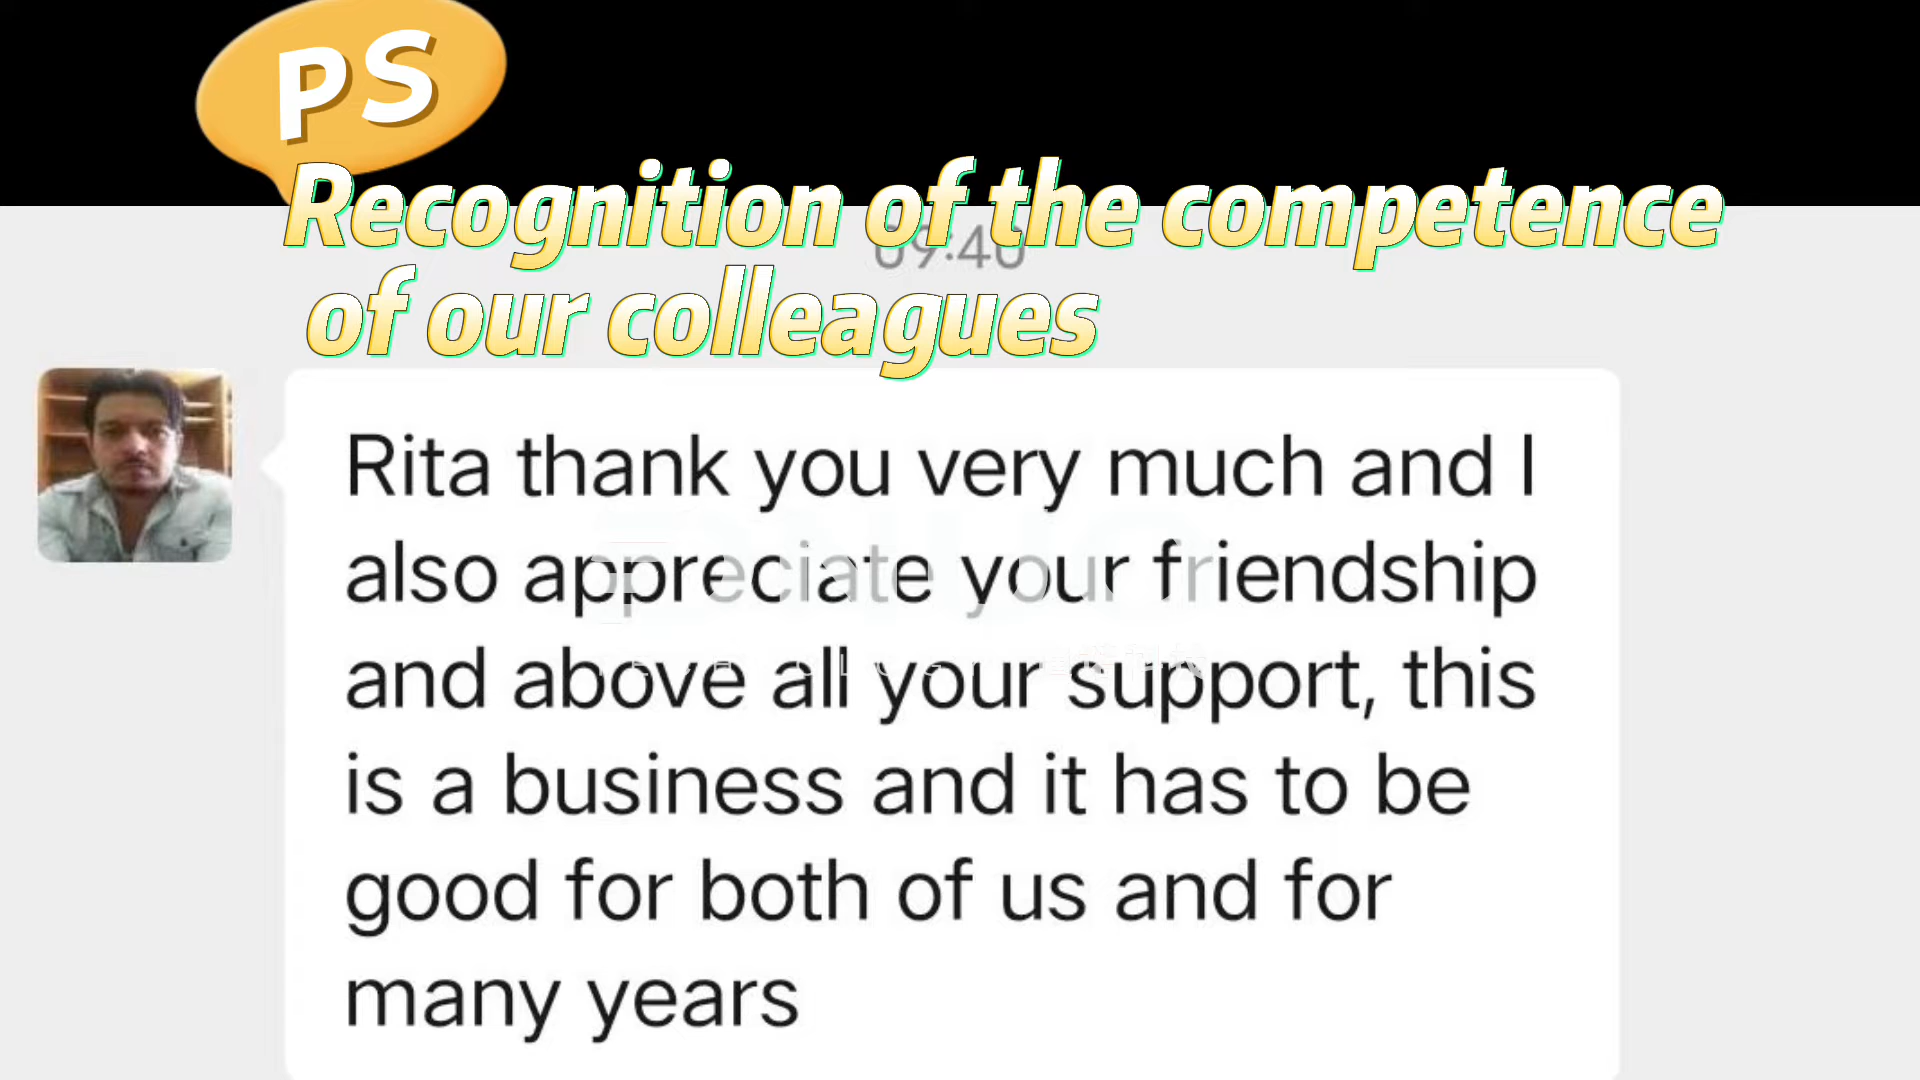 PS
Recognition of the competence
of our colleagues
09:40
Rita thank you very much and I
also appreciate your friendship
and above all your support, this
is a business and it has to be
good for both of us and for
many years